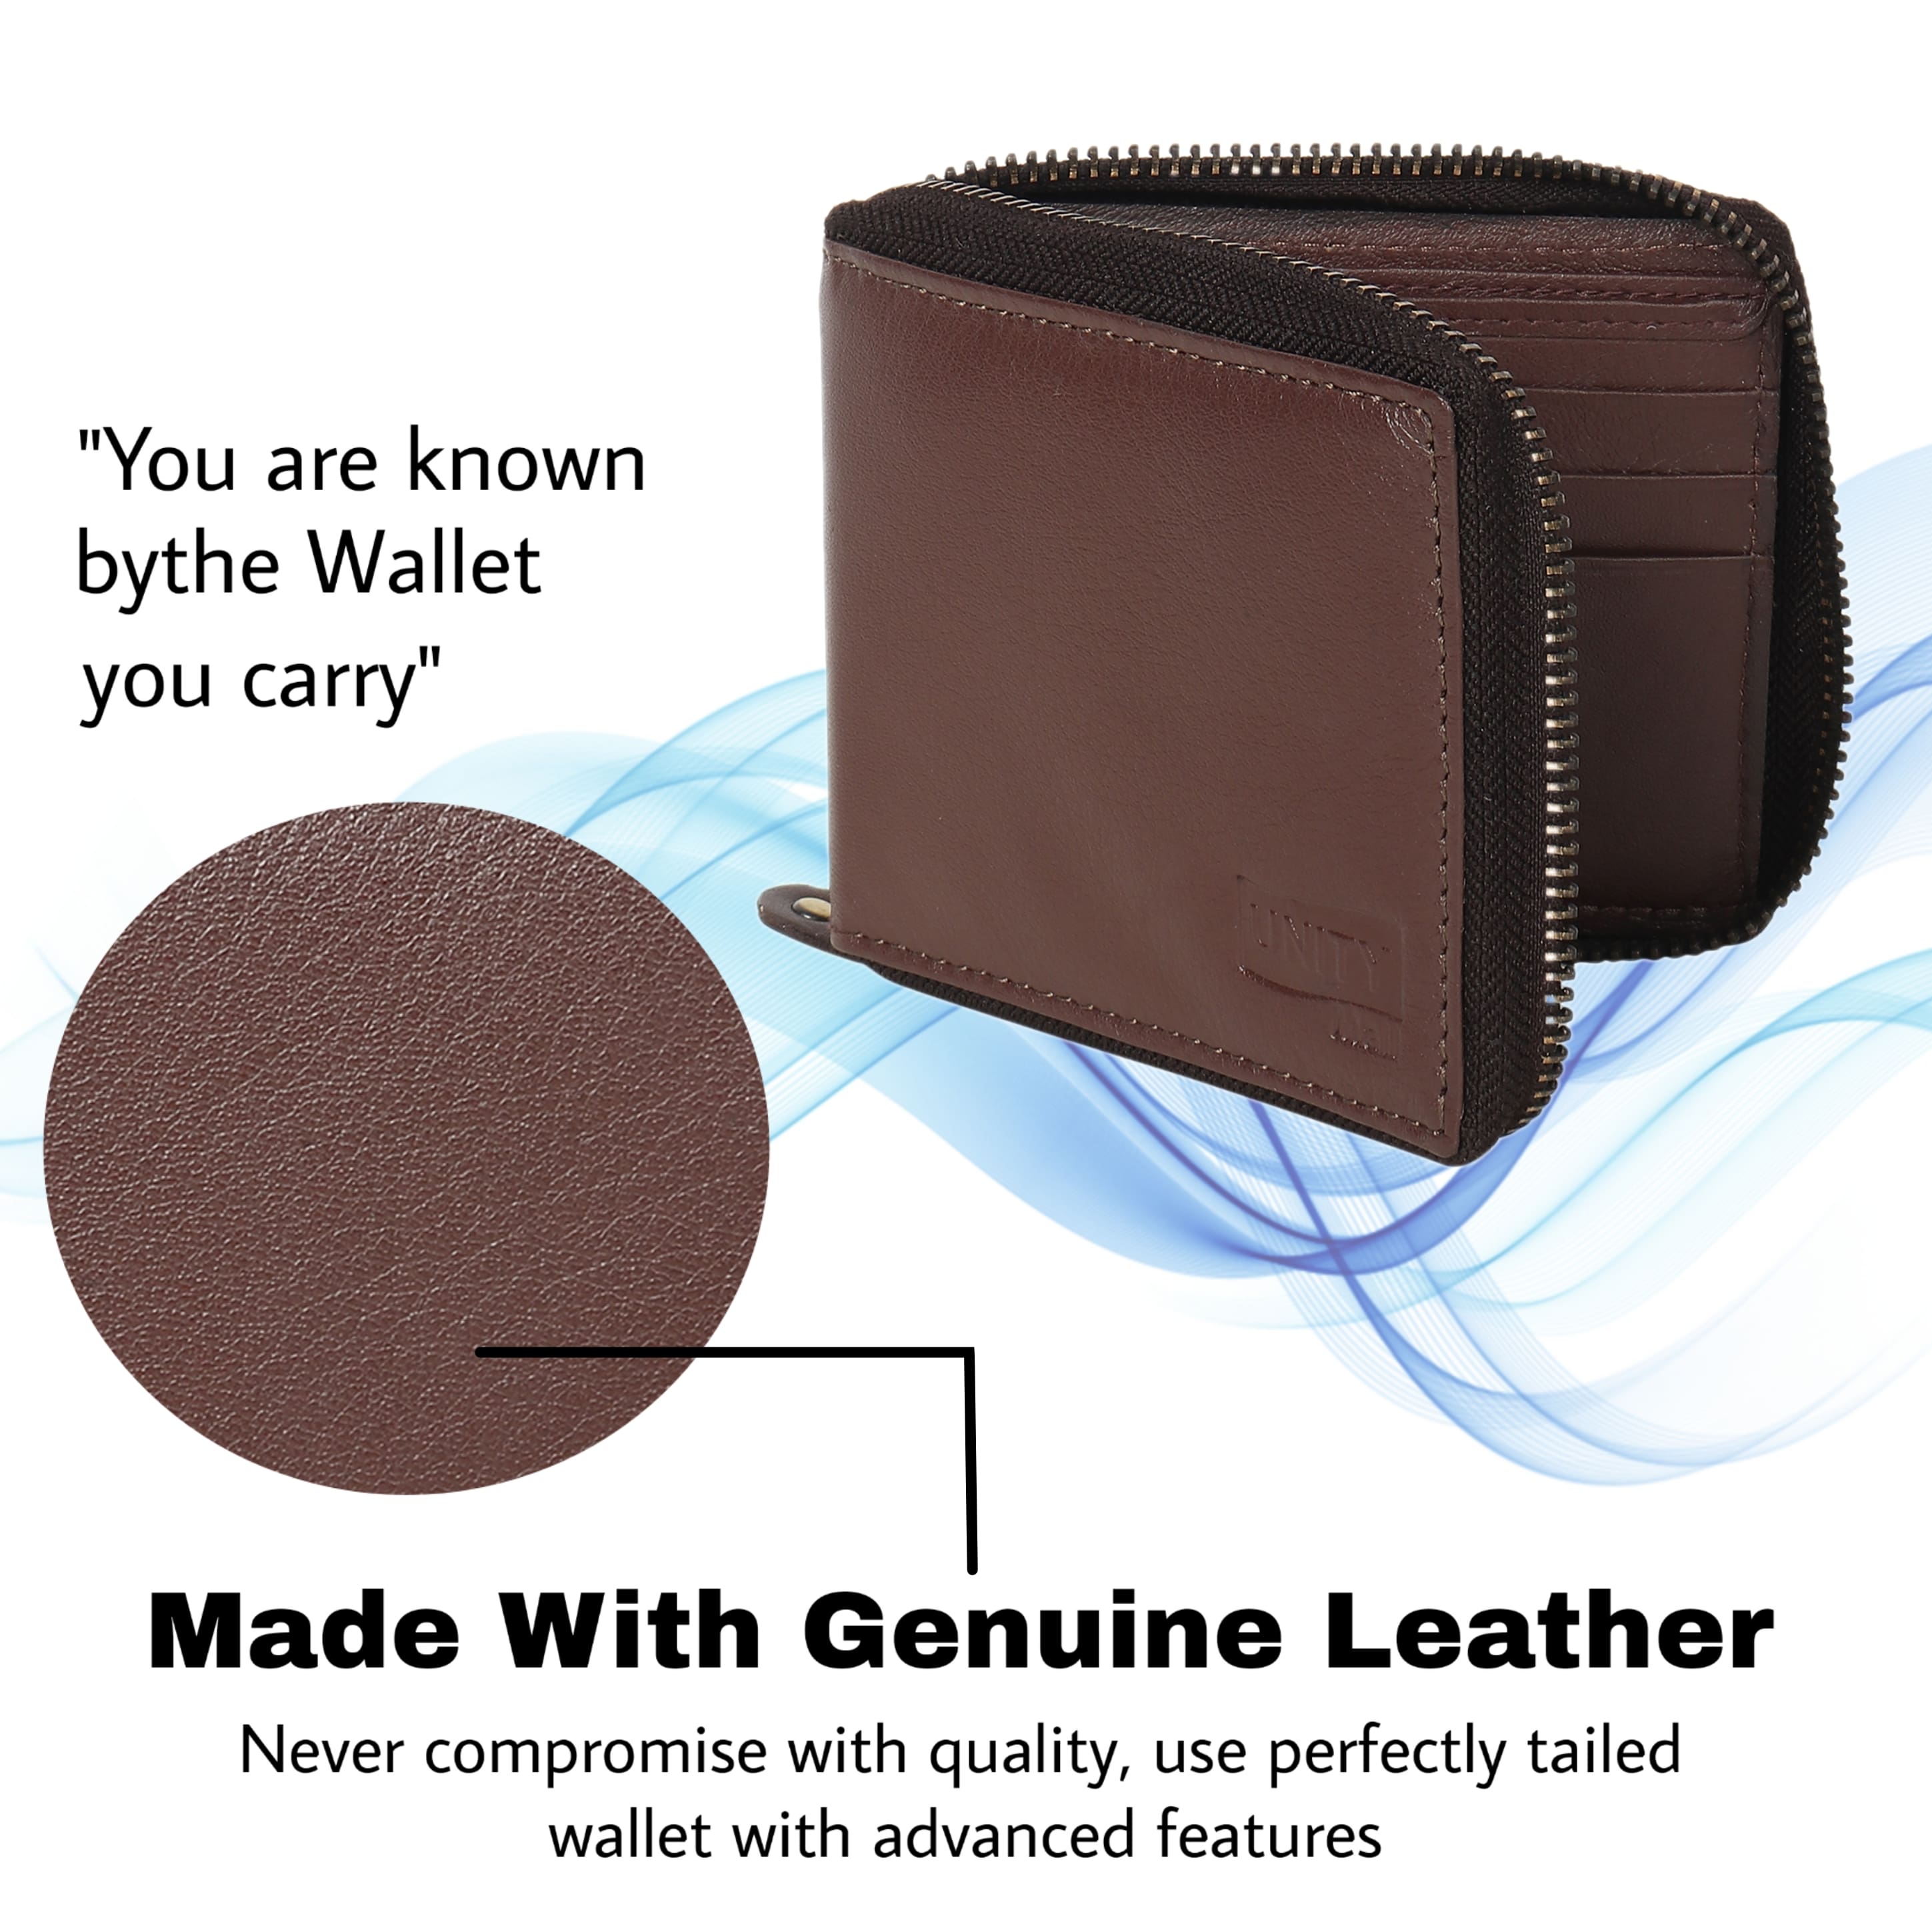 "You are known
bythe Wallet
you carry"
UNITY
Made With Genuine Leather
Never compromise with quality, use perfectly tailed
wallet with advanced features